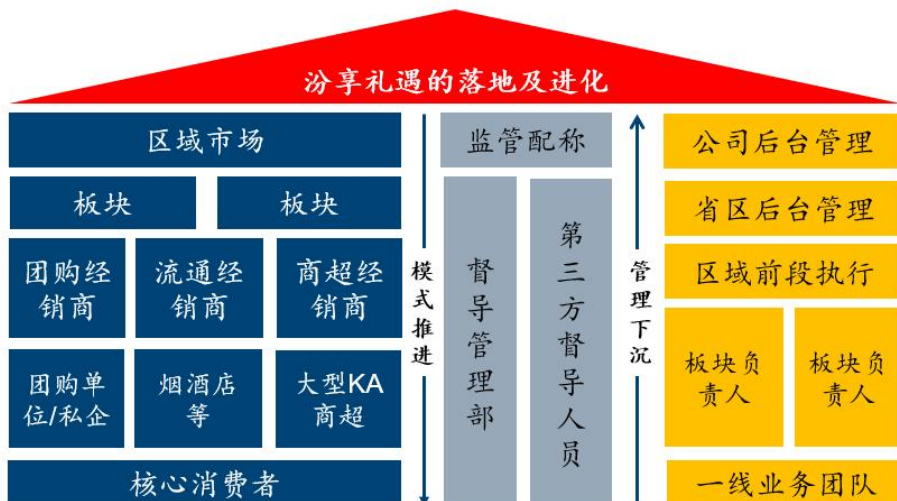 汾享礼遇的落地及进化
区域市场
板块
板块
团购经
销商
流通经
销商
商超经
销商
团购单
位/私企
烟酒店
等
大型KA
商超
核心消费者
模式推进
监管配称
督导管理部
第三方督导人员
管理下沉
公司后台管理
省区后台管理
区域前段执行
板块负
责人
板块负
责人
一线业务团队